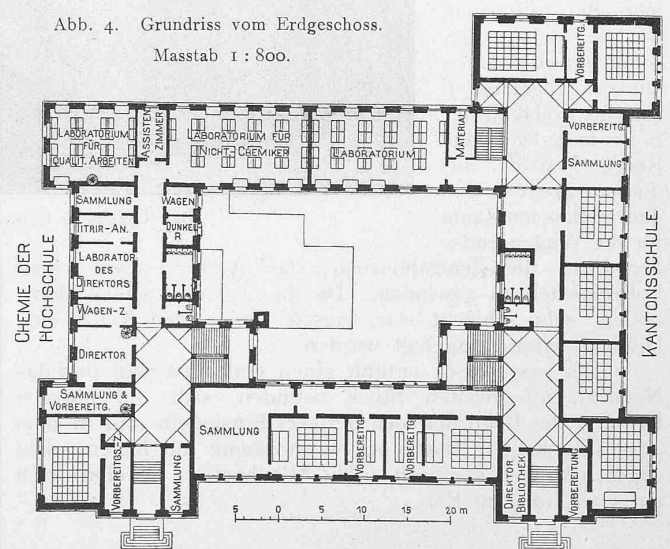 Abb. 4. Grundriss vom Erdgeschoss.
Masstab 1 : 800.
VORBEREITG.
LABORATORIUM
FÜR
QUALIT. ARBEITEN
ASSISTEN
ZIMMER
LABORATORIUM FÜR
NICHT-CHEMIKER
LABORATORIUM
MATERIAL
VORBEREITG.
SAMMLUNG
SAMMLUNG
TITRIR-AN.
LABORATOR
DES
DIREKTORS
WAGEN-Z.
DIREKTOR
WAGEN
DUNKEL
R.
CHEMIE DER
HOCHSCHULE
KANTONSSCHULE
SAMMLUNG &
VORBEREITG.
VORBEREITGS.-Z.
SAMMLUNG
SAMMLUNG
VORBEREITG
VORBEREITG
DIREKTOR
BIBLIOTHEK
VORBEREITUNG
5 0 5 10 15 20 m